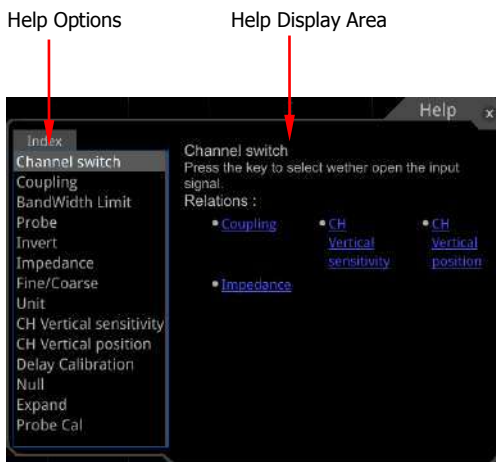 Help Options
Help Display Area
Help
x
Index
Channel switch
Coupling
BandWidth Limit
Probe
Invert
Impedance
Fine/Coarse
Unit
CH Vertical sensitivity
CH Vertical position
Delay Calibration
Null
Expand
Probe Cal
Channel switch
Press the key to select wether open the input
signal.
Relations :
• Coupling
• CH
Vertical
sensitivity
• CH
Vertical
position
• Impedance